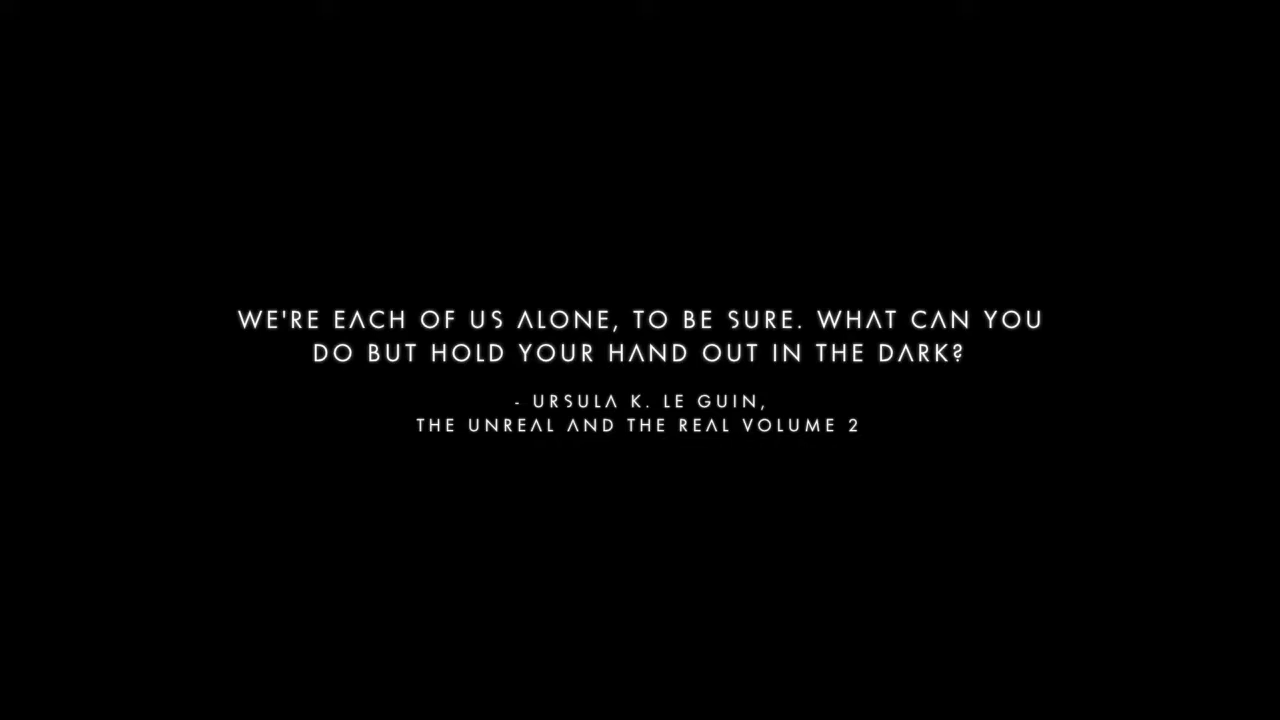 WE'RE EACH OF US ALONE, TO BE SURE. WHAT CAN YOU
DO BUT HOLD YOUR HAND OUT IN THE DARK?
- URSULA K. LE GUIN,
THE UNREAL AND THE REAL VOLUME 2